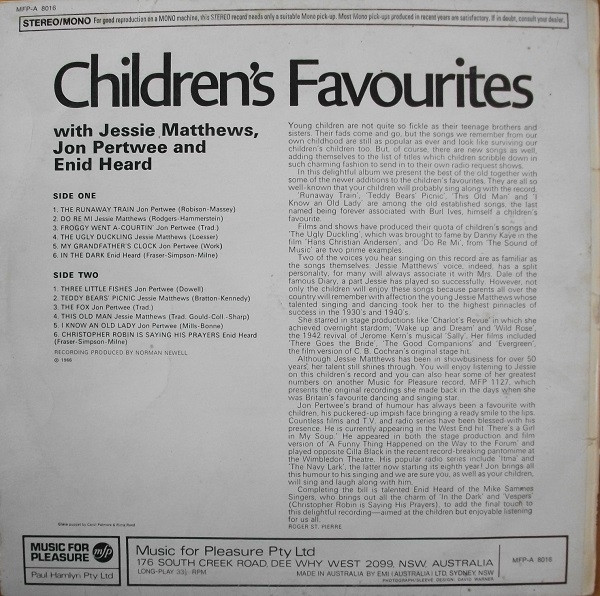 MFP-A 8016
STEREO/MONO For good reproduction on a MONO machine, this STEREO record needs only a suitable Mono pick-up. Most Mono pick-ups produced in recent years are satisfactory. If in doubt, consult your dealer.
Children's Favourites
with Jessie Matthews,
Jon Pertwee and
Enid Heard
SIDE ONE
1. THE RUNAWAY TRAIN Jon Pertwee (Robison-Massey)
2. DO RE MI Jessie Matthews (Rodgers-Hammerstein)
3. FROGGY WENT A-COURTIN' Jon Pertwee (Trad.)
4. THE UGLY DUCKLING Jessie Matthews (Loesser)
5. MY GRANDFATHER'S CLOCK Jon Pertwee (Work)
6. IN THE DARK Enid Heard (Fraser-Simpson-Milne)
SIDE TWO
1. THREE LITTLE FISHES Jon Pertwee (Dowell)
2. TEDDY BEARS' PICNIC Jessie Matthews (Bratton-Kennedy)
3. THE FOX Jon Pertwee (Trad.)
4. THIS OLD MAN Jessie Matthews (Trad. Gould-Coll -Sharp)
5. I KNOW AN OLD LADY Jon Pertwee (Mills-Bonne)
6. CHRISTOPHER ROBIN IS SAYING HIS PRAYERS Enid Heard
(Fraser-Simpson-Milne)
RECORDING PRODUCED BY NORMAN NEWELL
℗ 1966
Young children are not quite so fickle as their teenage brothers and
sisters. Their fads come and go, but the songs we remember from our
own childhood are still as popular as ever and look like surviving our
children's children too. But, of course, there are new songs as well,
adding themselves to the list of titles which children scribble down in
such charming fashion to send in to their own radio request shows.
In this delightful album we present the best of the old together with
some of the newer additions to the children's favourites. They are all so
well-known that your children will probably sing along with the record.
'Runaway Train', 'Teddy Bears' Picnic', 'This Old Man' and 'I
Know an Old Lady' are among the old established songs, the last
named being forever associated with Burl Ives, himself a children's
favourite.
Films and shows have produced their quota of children's songs and
'The Ugly Duckling', which was brought to fame by Danny Kaye in the
film 'Hans Christian Andersen', and 'Do Re Mi', from 'The Sound of
Music' are two prime examples.
Two of the voices you hear singing on this record are as familiar
as the songs themselves. Jessie Matthews' voice, indeed, has a split
personality, for many will always associate it with Mrs. Dale of the
famous Diary, a part Jessie has played so successfully. However, not
only the children will enjoy these songs because parents all over the
country will remember with affection the young Jessie Matthews whose
talented singing and dancing took her to the highest pinnacles of
success in the 1930's and 1940's.
She starred in stage productions like 'Charlot's Revue' in which she
achieved overnight stardom; 'Wake up and Dream' and 'Wild Rose',
the 1942 revival of Jerome Kern's musical 'Sally'. Her films included
'There Goes the Bride', 'The Good Companions' and 'Evergreen',
the film version of C. B. Cochran's original stage hit.
Although Jessie Matthews has been in showbusiness for over 50
years, her talent still shines through. You will enjoy listening to Jessie
on this children's record and you can also hear some of her greatest
numbers on another Music for Pleasure record, MFP 1127, which
includes the original recordings she made back in the days when she
was Britain's favourite dancing and singing star.
Jon Pertwee's brand of humour has always been a favourite with
children, his puckered-up impish face bringing a ready smile to the lips.
Countless films and T.V. and radio series have been blessed with his
presence. He is currently appearing in the West End hit 'There's a Girl
in My Soup.' He appeared in both the stage production and film
version of 'A Funny Thing Happened on the Way to the Forum' and
played opposite Cilla Black in the recent record-breaking pantomime at
the Wimbledon Theatre. His popular radio series include 'Itma' and
'The Navy Lark', the latter now starting its eighth year! Jon brings all
this humour to his singing and we are sure you, as well as your children,
will sing and laugh along with him.
Completing the bill is talented Enid Heard of the Mike Sammes
Singers, who brings out all the charm of 'In the Dark' and 'Vespers'
(Christopher Robin is Saying His Prayers), to add the final touch to
this delightful recording—aimed at the children but enjoyable listening
for us all.
ROGER ST. PIERRE
MUSIC FOR
PLEASURE mfp
Paul Hamlyn Pty Ltd
Music for Pleasure Pty Ltd
176 SOUTH CREEK ROAD, DEE WHY WEST 2099, NSW, AUSTRALIA
LONG-PLAY 33⅓ RPM MADE IN AUSTRALIA BY EMI (AUSTRALIA) LTD, SYDNEY, NSW
PHOTOGRAPH/SLEEVE DESIGN: DAVID WARNER
MFP-A 8016